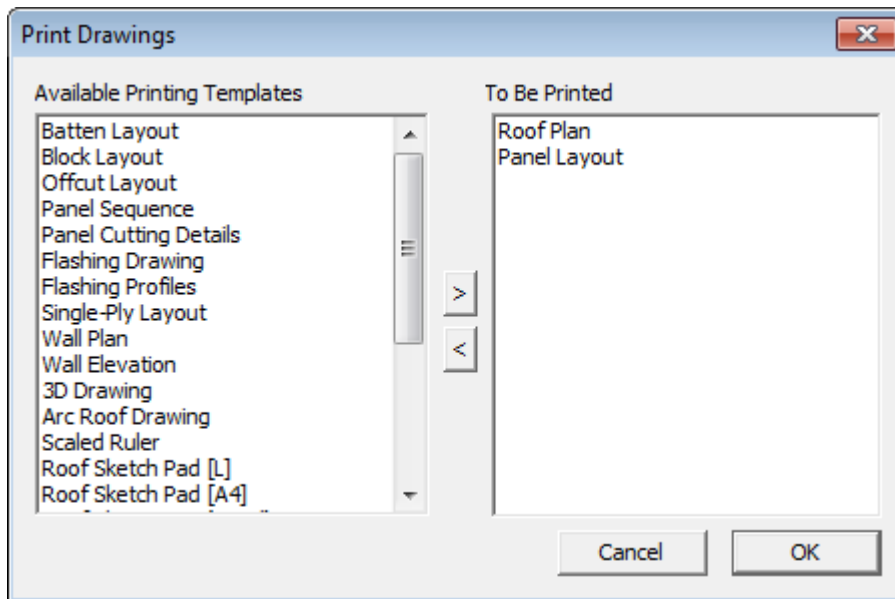 Print Drawings
Available Printing Templates
Batten Layout
Block Layout
Offcut Layout
Panel Sequence
Panel Cutting Details
Flashing Drawing
Flashing Profiles
Single-Ply Layout
Wall Plan
Wall Elevation
3D Drawing
Arc Roof Drawing
Scaled Ruler
Roof Sketch Pad [L]
Roof Sketch Pad [A4]
>
<
To Be Printed
Roof Plan
Panel Layout
Cancel
OK